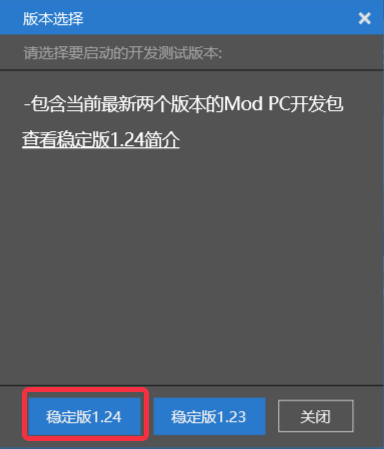 版本选择
请选择要启动的开发测试版本:
-包含当前最新两个版本的Mod PC开发包
查看稳定版1.24简介
稳定版1.24 稳定版1.23 关闭